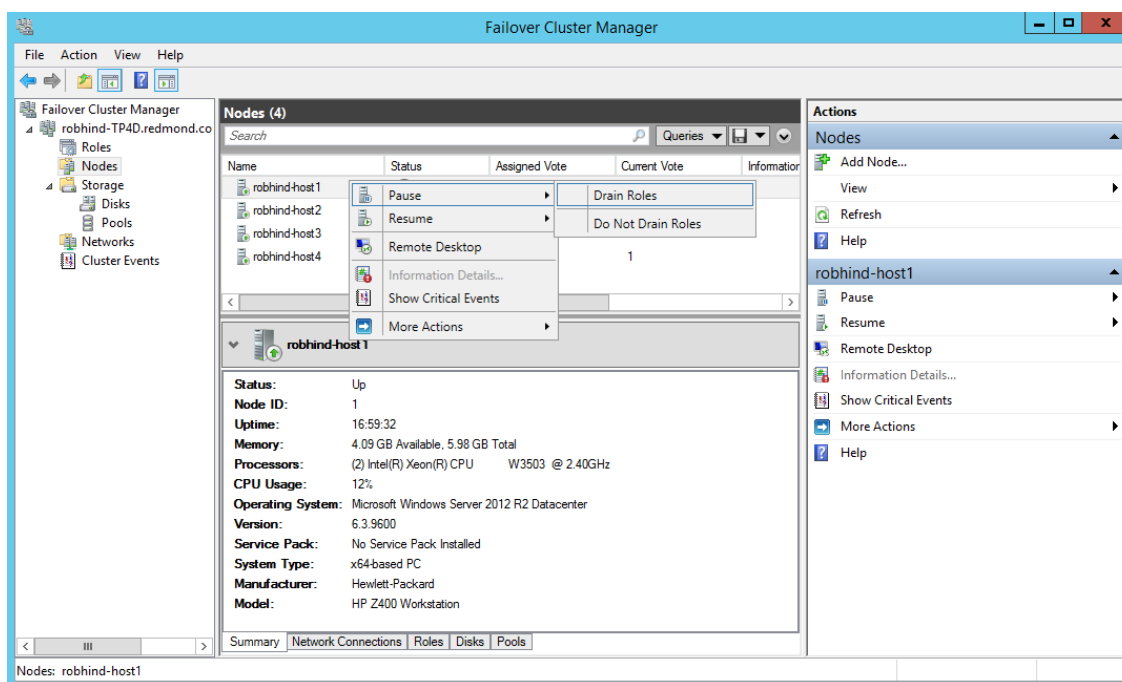 Failover Cluster Manager
File Action View Help
Failover Cluster Manager
robhind-TP4D.redmond.co
Roles
Nodes
Storage
Disks
Pools
Networks
Cluster Events
Nodes (4)
Search
Queries
Name Status Assigned Vote Current Vote Information
robhind-host1
robhind-host2
robhind-host3
robhind-host4 1
Pause
Resume
Remote Desktop
Information Details...
Show Critical Events
More Actions
Drain Roles
Do Not Drain Roles
robhind-host1
Status: Up
Node ID: 1
Uptime: 16:59:32
Memory: 4.09 GB Available, 5.98 GB Total
Processors: (2) Intel(R) Xeon(R) CPU W3503 @ 2.40GHz
CPU Usage: 12%
Operating System: Microsoft Windows Server 2012 R2 Datacenter
Version: 6.3.9600
Service Pack: No Service Pack Installed
System Type: x64-based PC
Manufacturer: Hewlett-Packard
Model: HP Z400 Workstation
Summary Network Connections Roles Disks Pools
Actions
Nodes
Add Node...
View
Refresh
Help
robhind-host1
Pause
Resume
Remote Desktop
Information Details...
Show Critical Events
More Actions
Help
Nodes: robhind-host1